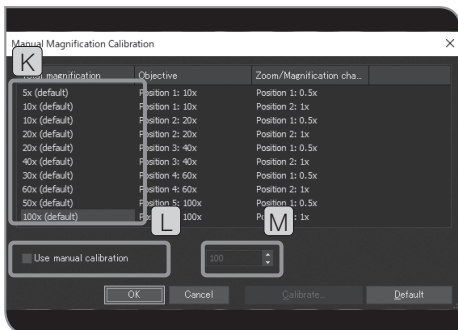 Manual Magnification Calibration
K
magnification Objective Zoom/Magnification cha...
5x (default) Position 1: 10x Position 1: 0.5x
10x (default) Position 1: 10x Position 2: 1x
10x (default) Position 2: 20x Position 1: 0.5x
20x (default) Position 2: 20x Position 2: 1x
20x (default) Position 3: 40x Position 1: 0.5x
40x (default) Position 3: 40x Position 2: 1x
30x (default) Position 4: 60x Position 1: 0.5x
60x (default) Position 4: 60x Position 2: 1x
50x (default) Position 5: 100x Position 1: 0.5x
100x (default) 100x : 1x
L M
Use manual calibration 100
OK Cancel Calibrate... Default